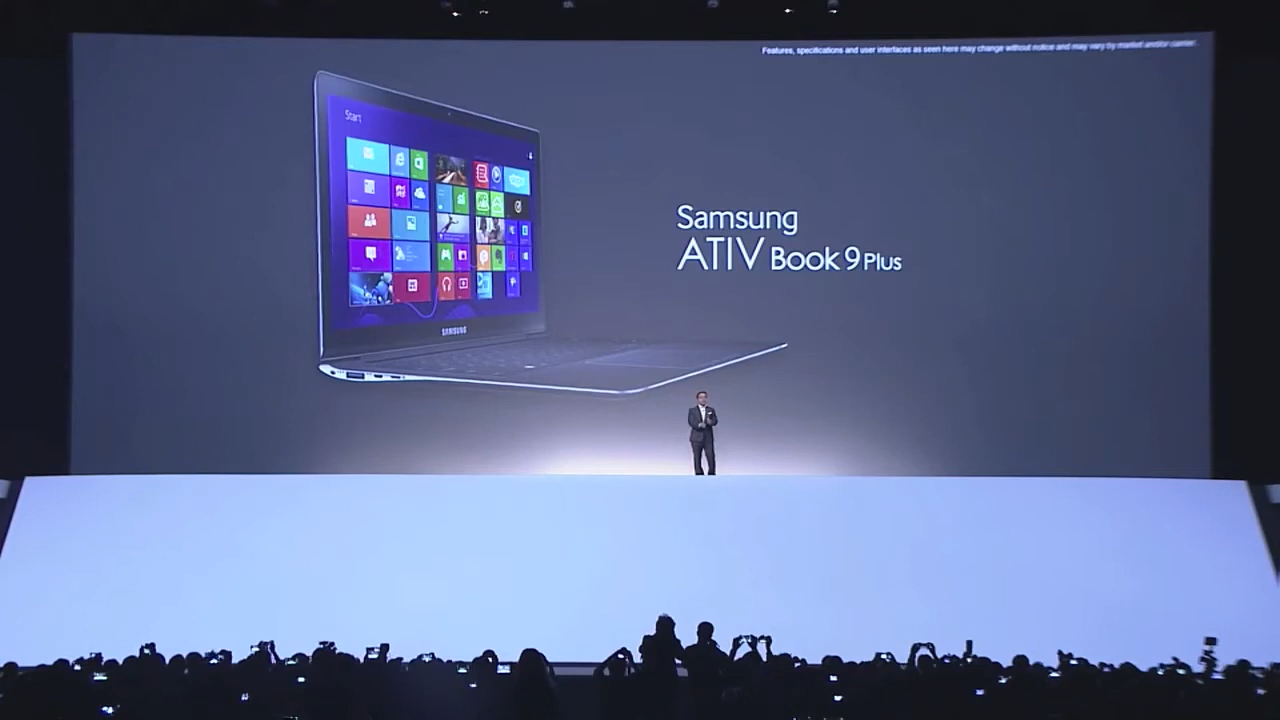 Features, specifications and user interfaces as seen here may change without notice and may vary by market and/or carrier.
Start
Samsung
ATIV Book 9 Plus
SAMSUNG